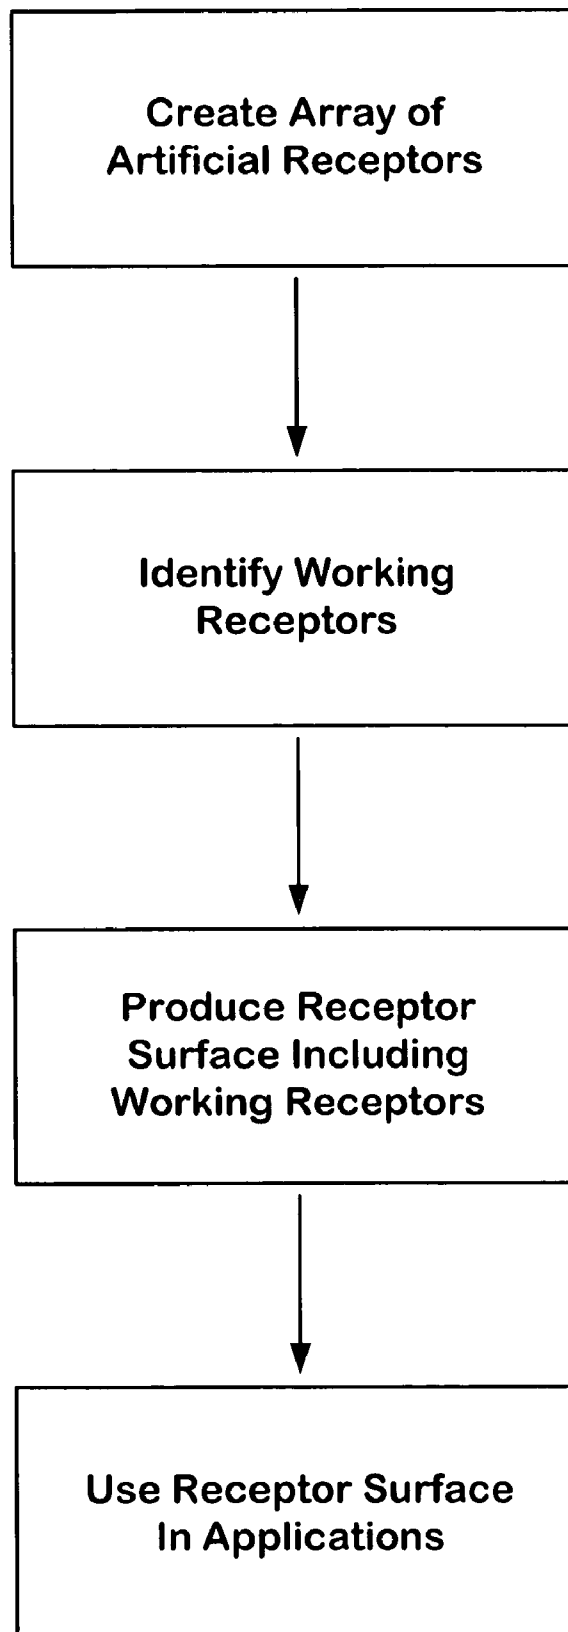 Create Array of
Artificial Receptors
Identify Working
Receptors
Produce Receptor
Surface Including
Working Receptors
Use Receptor Surface
In Applications